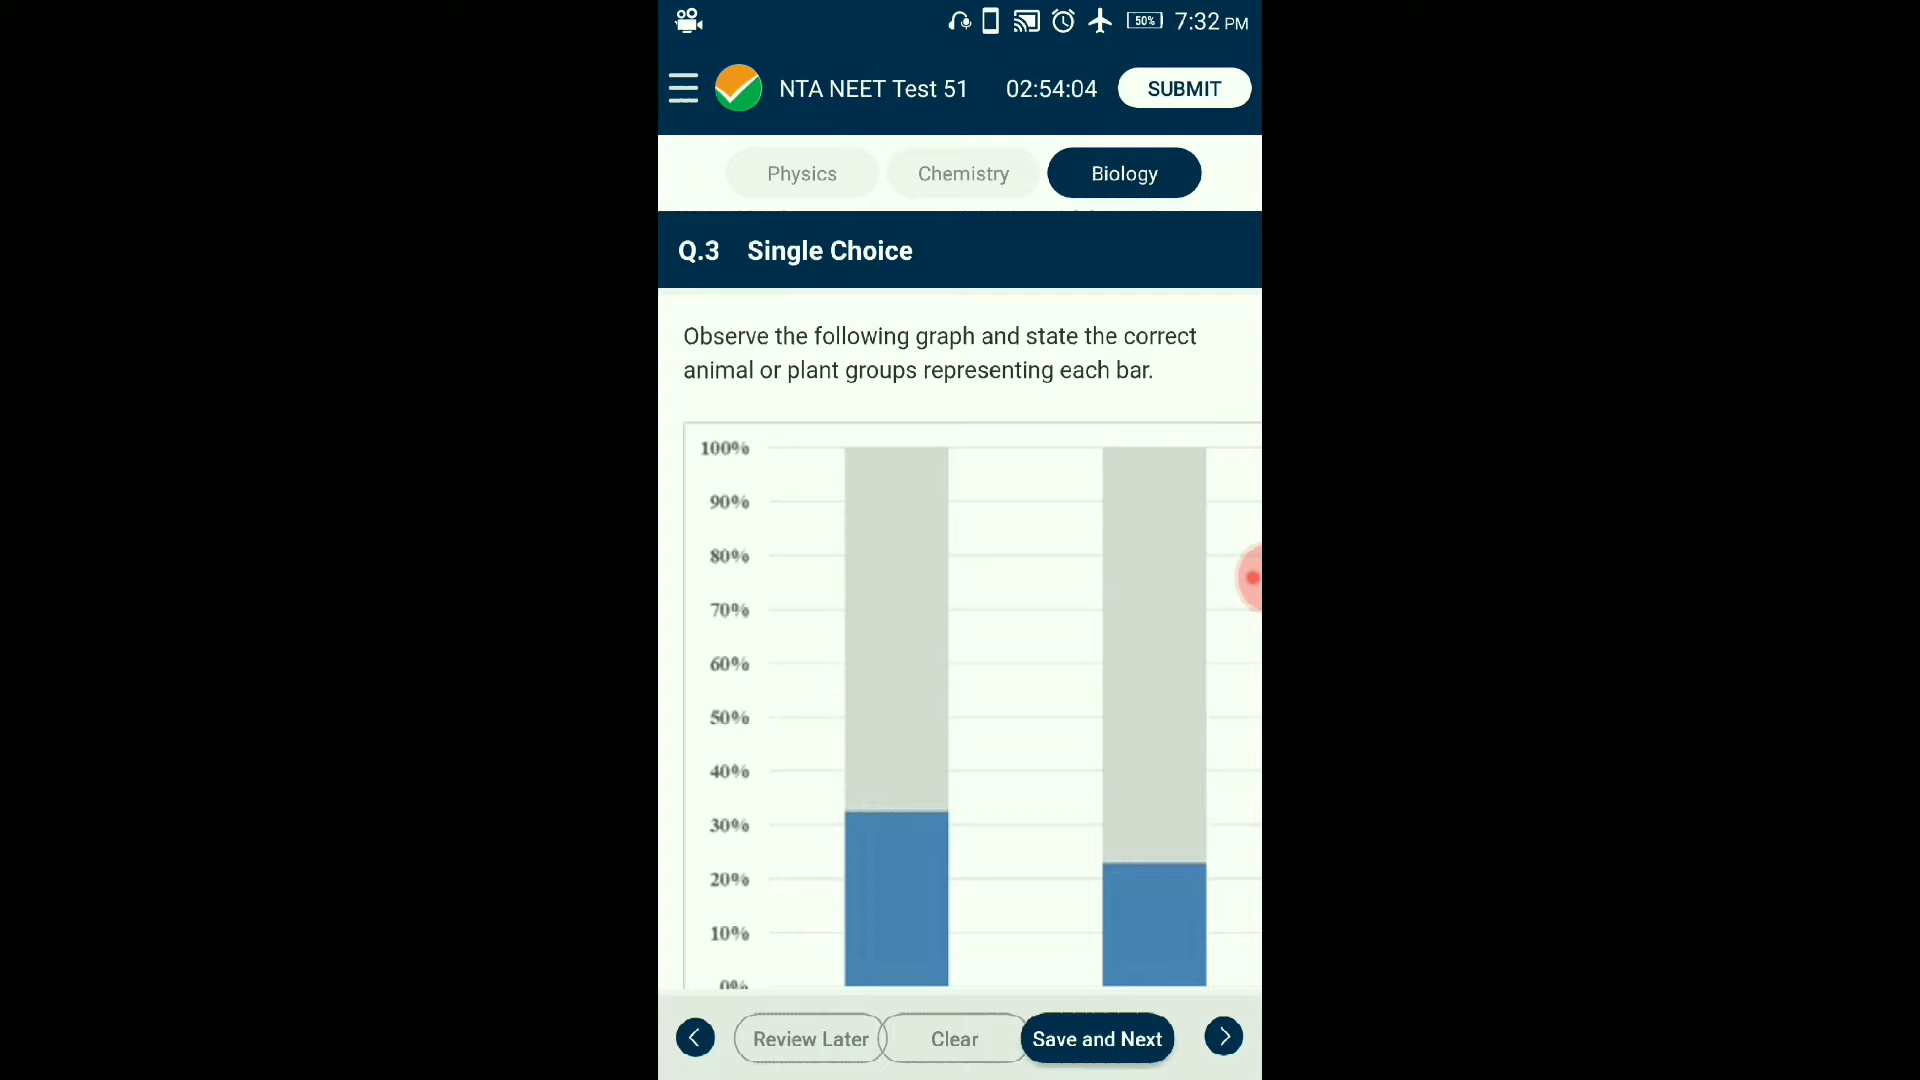 50% 7:32 PM
NTA NEET Test 51 02:54:04 SUBMIT
Physics Chemistry Biology
Q.3 Single Choice
Observe the following graph and state the correct
animal or plant groups representing each bar.
100%
90%
80%
70%
60%
50%
40%
30%
20%
10%
0%
Review Later Clear Save and Next